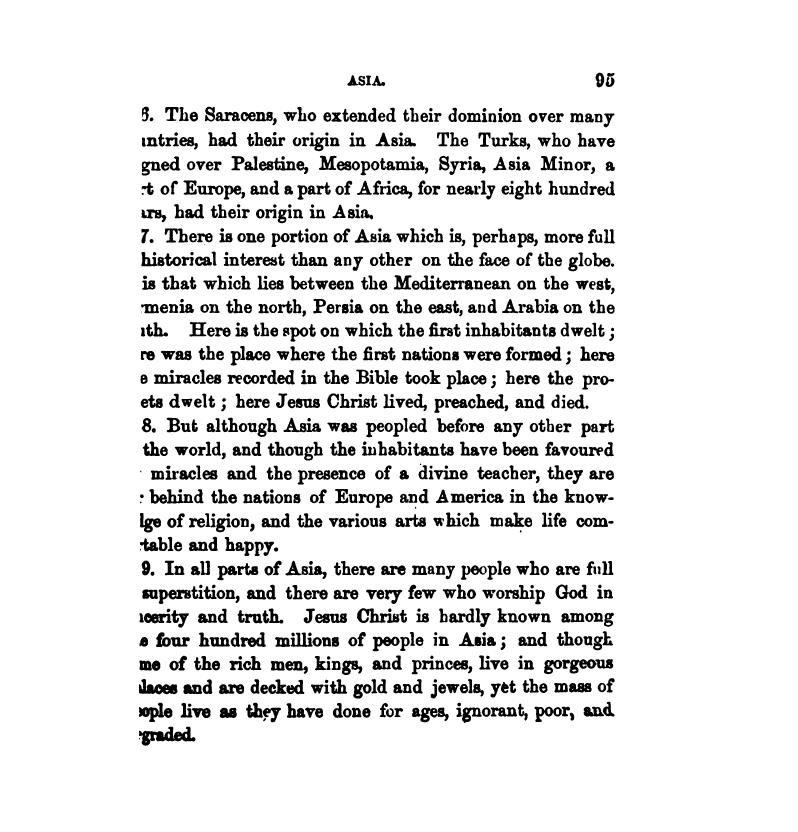 ASIA. 95
6. The Saracens, who extended their dominion over many
ntries, had their origin in Asia. The Turks, who have
gned over Palestine, Mesopotamia, Syria, Asia Minor, a
t of Europe, and a part of Africa, for nearly eight hundred
rs, had their origin in Asia.
7. There is one portion of Asia which is, perhaps, more full
historical interest than any other on the face of the globe.
is that which lies between the Mediterranean on the west,
menia on the north, Persia on the east, and Arabia on the
th. Here is the spot on which the first inhabitants dwelt ;
re was the place where the first nations were formed ; here
e miracles recorded in the Bible took place ; here the pro-
ets dwelt ; here Jesus Christ lived, preached, and died.
8. But although Asia was peopled before any other part
the world, and though the inhabitants have been favoured
miracles and the presence of a divine teacher, they are
behind the nations of Europe and America in the know-
lge of religion, and the various arts which make life com-
table and happy.
9. In all parts of Asia, there are many people who are full
superstition, and there are very few who worship God in
cerity and truth. Jesus Christ is hardly known among
e four hundred millions of people in Asia ; and though
me of the rich men, kings, and princes, live in gorgeous
laces and are decked with gold and jewels, yet the mass of
ople live as they have done for ages, ignorant, poor, and
graded.